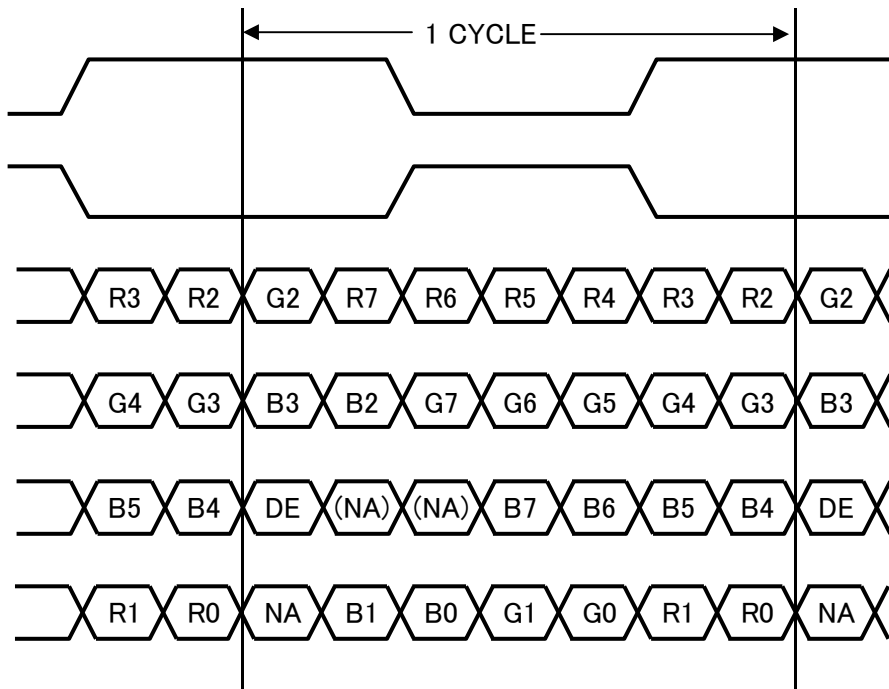 1 CYCLE
R3 R2 G2 R7 R6 R5 R4 R3 R2 G2
G4 G3 B3 B2 G7 G6 G5 G4 G3 B3
B5 B4 DE (NA) (NA) B7 B6 B5 B4 DE
R1 R0 NA B1 B0 G1 G0 R1 R0 NA